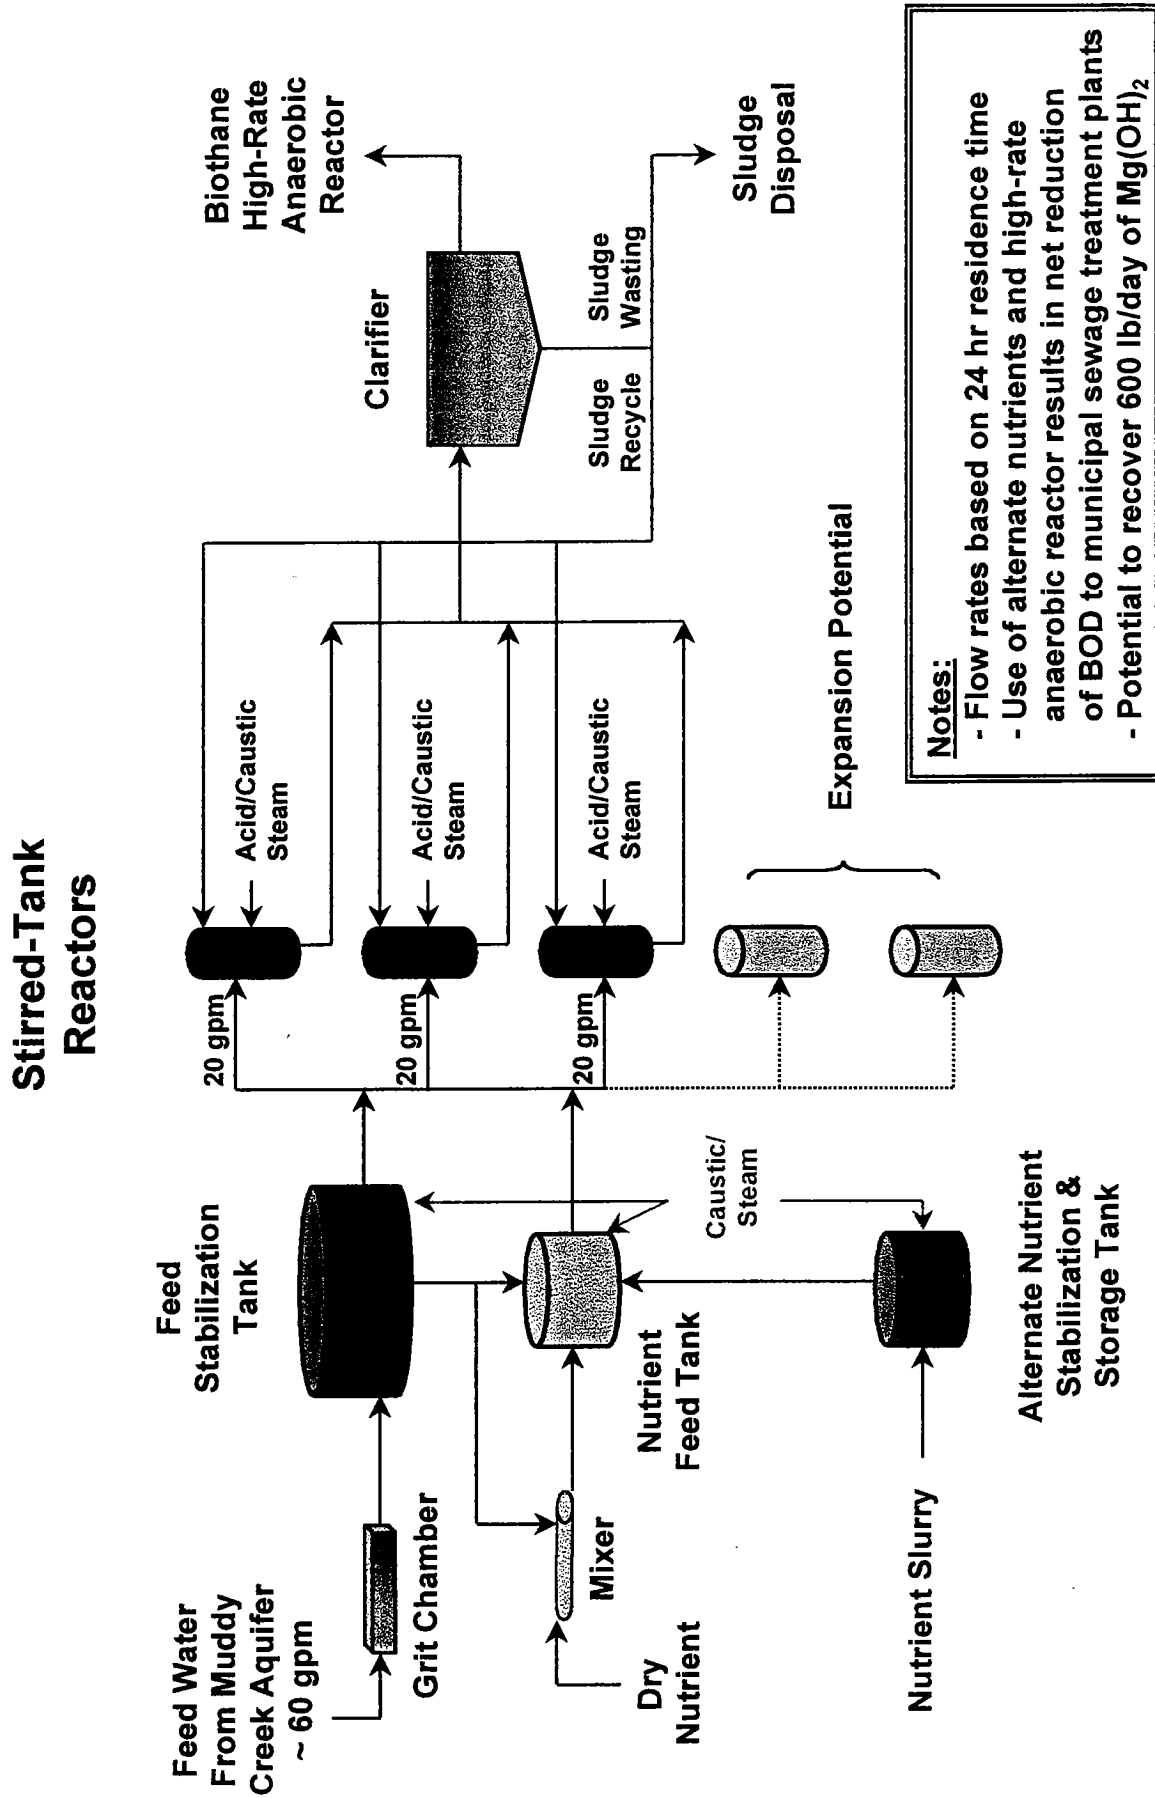 Stirred-Tank
Reactors
Feed Water
From Muddy
Creek Aquifer
~ 60 gpm
Grit Chamber
Feed
Stabilization
Tank
20 gpm
20 gpm
20 gpm
Acid/Caustic
Steam
Acid/Caustic
Steam
Acid/Caustic
Steam
Clarifier
Biothane
High-Rate
Anaerobic
Reactor
Sludge
Recycle
Sludge
Wasting
Sludge
Disposal
Dry
Nutrient
Mixer
Nutrient
Feed Tank
Caustic/
Steam
Expansion Potential
Nutrient Slurry
Alternate Nutrient
Stabilization &
Storage Tank
Notes:
- Flow rates based on 24 hr residence time
- Use of alternate nutrients and high-rate
anaerobic reactor results in net reduction
of BOD to municipal sewage treatment plants
- Potential to recover 600 lb/day of Mg(OH)2